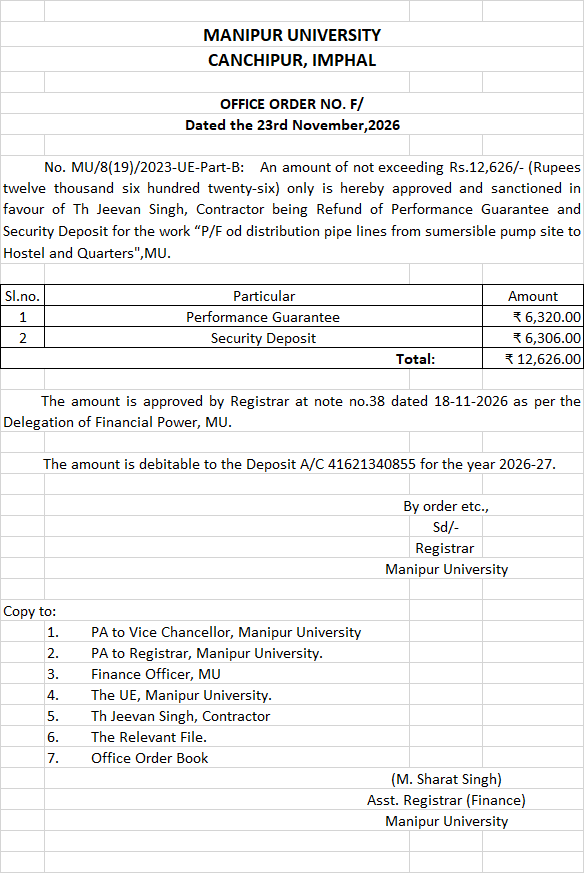 MANIPUR UNIVERSITY
CANCHIPUR, IMPHAL
OFFICE ORDER NO. F/
Dated the 23rd November,2026
No. MU/8(19)/2023-UE-Part-B: An amount of not exceeding Rs.12,626/- (Rupees
twelve thousand six hundred twenty-six) only is hereby approved and sanctioned in
favour of Th Jeevan Singh, Contractor being Refund of Performance Guarantee and
Security Deposit for the work “P/F od distribution pipe lines from sumersible pump site to
Hostel and Quarters",MU.
Sl.no. Particular Amount
1 Performance Guarantee ₹ 6,320.00
2 Security Deposit ₹ 6,306.00
Total: ₹ 12,626.00
The amount is approved by Registrar at note no.38 dated 18-11-2026 as per the
Delegation of Financial Power, MU.
The amount is debitable to the Deposit A/C 41621340855 for the year 2026-27.
By order etc.,
Sd/-
Registrar
Manipur University
Copy to:
1. PA to Vice Chancellor, Manipur University
2. PA to Registrar, Manipur University.
3. Finance Officer, MU
4. The UE, Manipur University.
5. Th Jeevan Singh, Contractor
6. The Relevant File.
7. Office Order Book
(M. Sharat Singh)
Asst. Registrar (Finance)
Manipur University